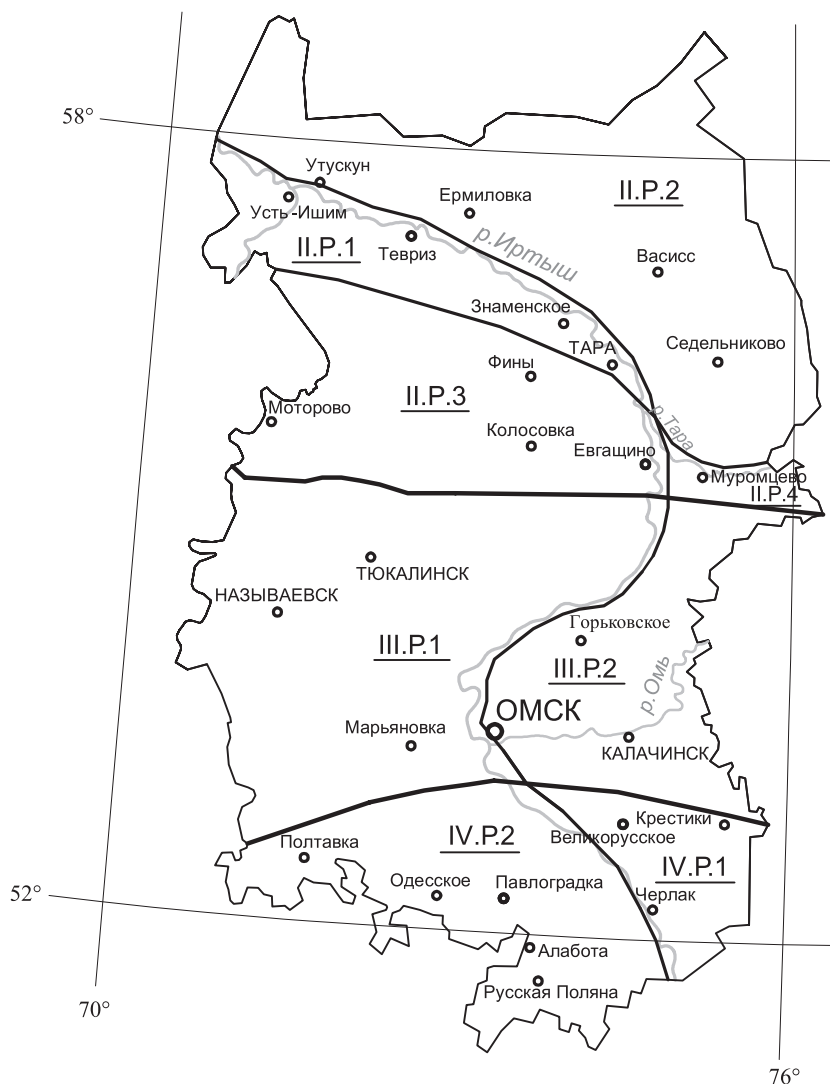 58°
Утускун
Усть-Ишим
Ермиловка
II.Р.2
II.Р.1
Тевриз
р.Иртыш
Васисс
Знаменское
ТАРА
Седельниково
Фины
II.Р.3
Моторово
р.Тара
Колосовка
Евгащино
Муромцево
II.Р.4
ТЮКАЛИНСК
НАЗЫВАЕВСК
Горьковское
III.Р.1
III.Р.2
р.Омь
ОМСК
Марьяновка
КАЛАЧИНСК
Крестики
Великорусское
Полтавка
IV.Р.2
IV.Р.1
52°
Одесское
Павлоградка
Черлак
Алабота
Русская Поляна
70°
76°